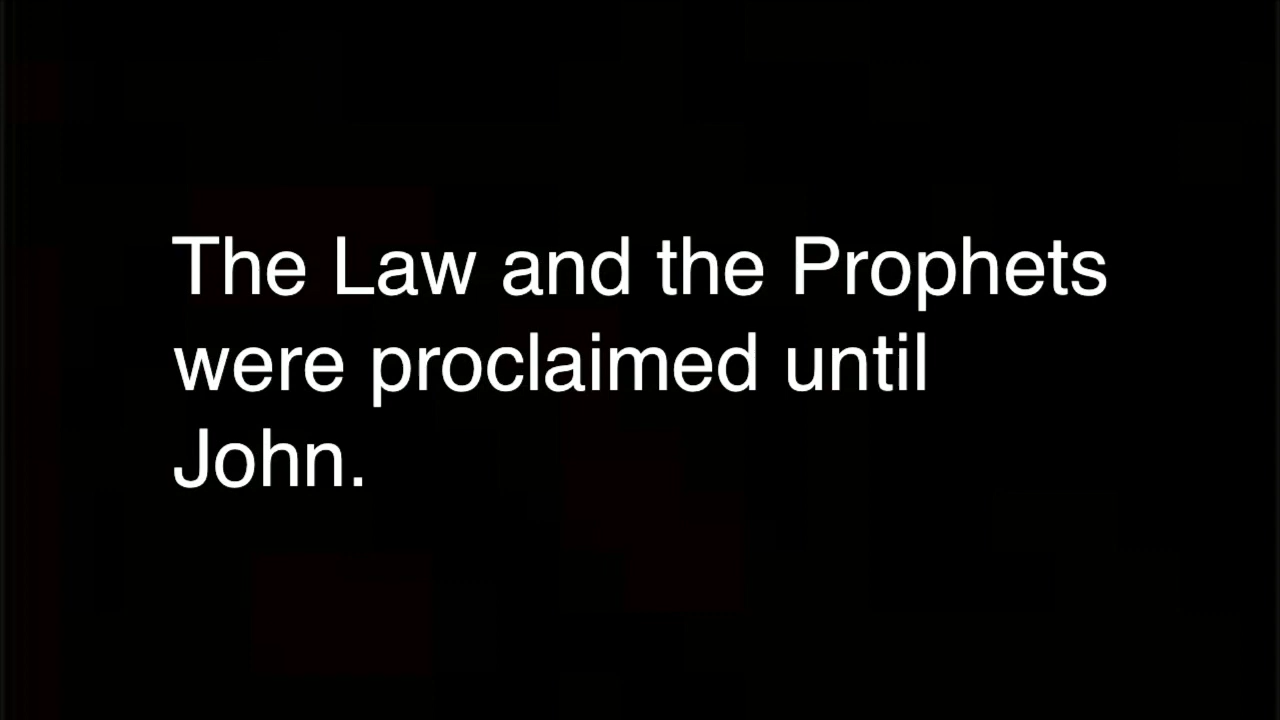 The Law and the Prophets
were proclaimed until
John.